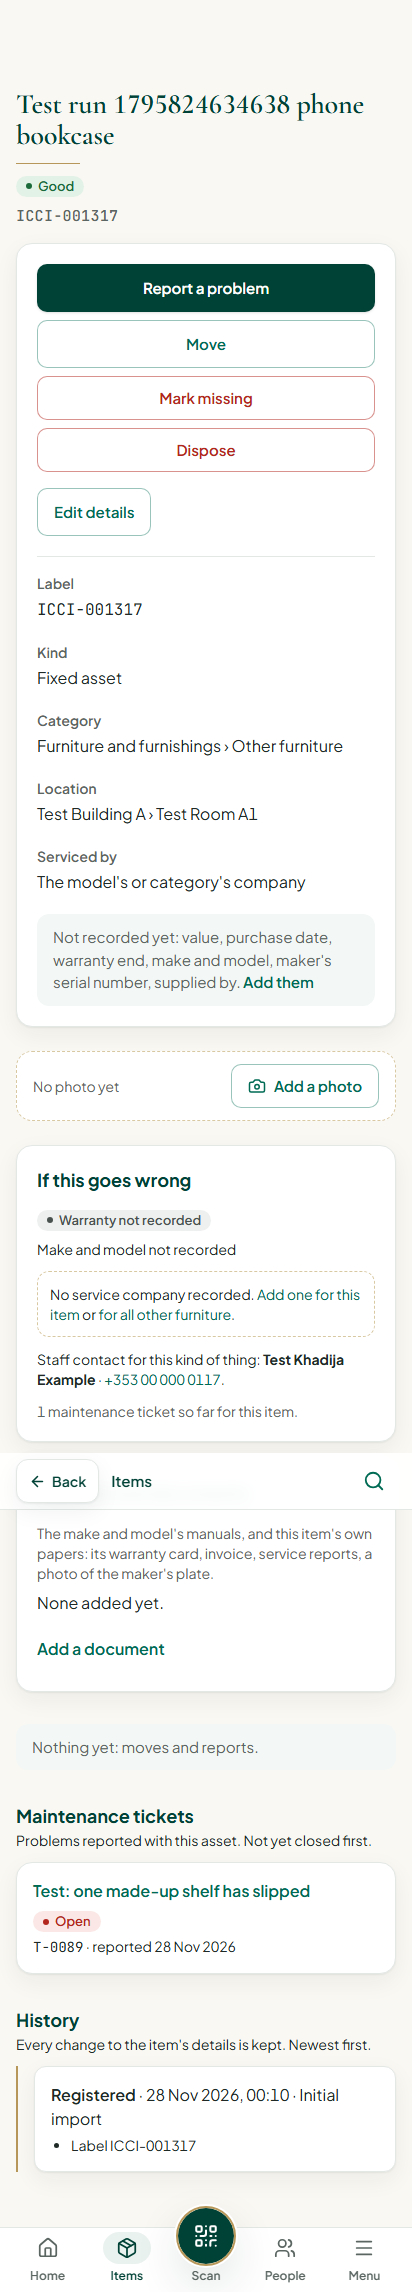 Test run 1795824634638 phone
bookcase
Good
ICCI-001317
Report a problem
Move
Mark missing
Dispose
Edit details
Label
ICCI-001317
Kind
Fixed asset
Category
Furniture and furnishings › Other furniture
Location
Test Building A › Test Room A1
Serviced by
The model's or category's company
Not recorded yet: value, purchase date,
warranty end, make and model, maker's
serial number, supplied by. Add them
No photo yet
Add a photo
If this goes wrong
Warranty not recorded
Make and model not recorded
No service company recorded. Add one for this
item or for all other furniture.
Staff contact for this kind of thing: Test Khadija
Example · +353 00 000 0117.
1 maintenance ticket so far for this item.
Back
Items
The make and model's manuals, and this item's own
papers: its warranty card, invoice, service reports, a
photo of the maker's plate.
None added yet.
Add a document
Nothing yet: moves and reports.
Maintenance tickets
Problems reported with this asset. Not yet closed first.
Test: one made-up shelf has slipped
Open
T-0089 · reported 28 Nov 2026
History
Every change to the item's details is kept. Newest first.
Registered · 28 Nov 2026, 00:10 · Initial
import
• Label ICCI-001317
Home
Items
Scan
People
Menu